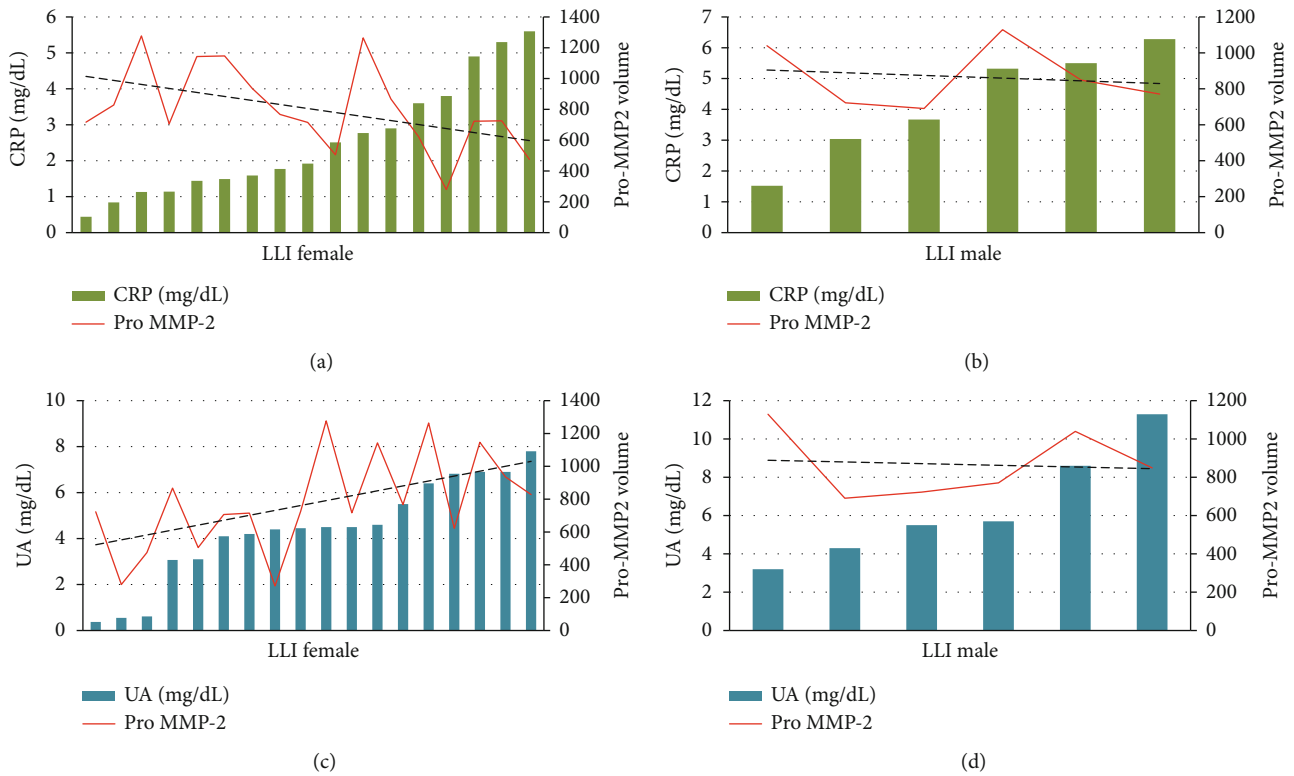 6
5
4
3
2
1
0
CRP (mg/dL)
1400
1200
1000
800
600
400
200
0
Pro-MMP2 volume
LLI female
CRP (mg/dL)
Pro MMP-2
(a)
7
6
5
4
3
2
1
0
CRP (mg/dL)
1200
1000
800
600
400
200
0
Pro-MMP2 volume
LLI male
CRP (mg/dL)
Pro MMP-2
(b)
10
8
6
4
2
0
UA (mg/dL)
1400
1200
1000
800
600
400
200
0
Pro-MMP2 volume
LLI female
UA (mg/dL)
Pro MMP-2
(c)
12
10
8
6
4
2
0
UA (mg/dL)
1200
1000
800
600
400
200
0
Pro-MMP2 volume
LLI male
UA (mg/dL)
Pro MMP-2
(d)